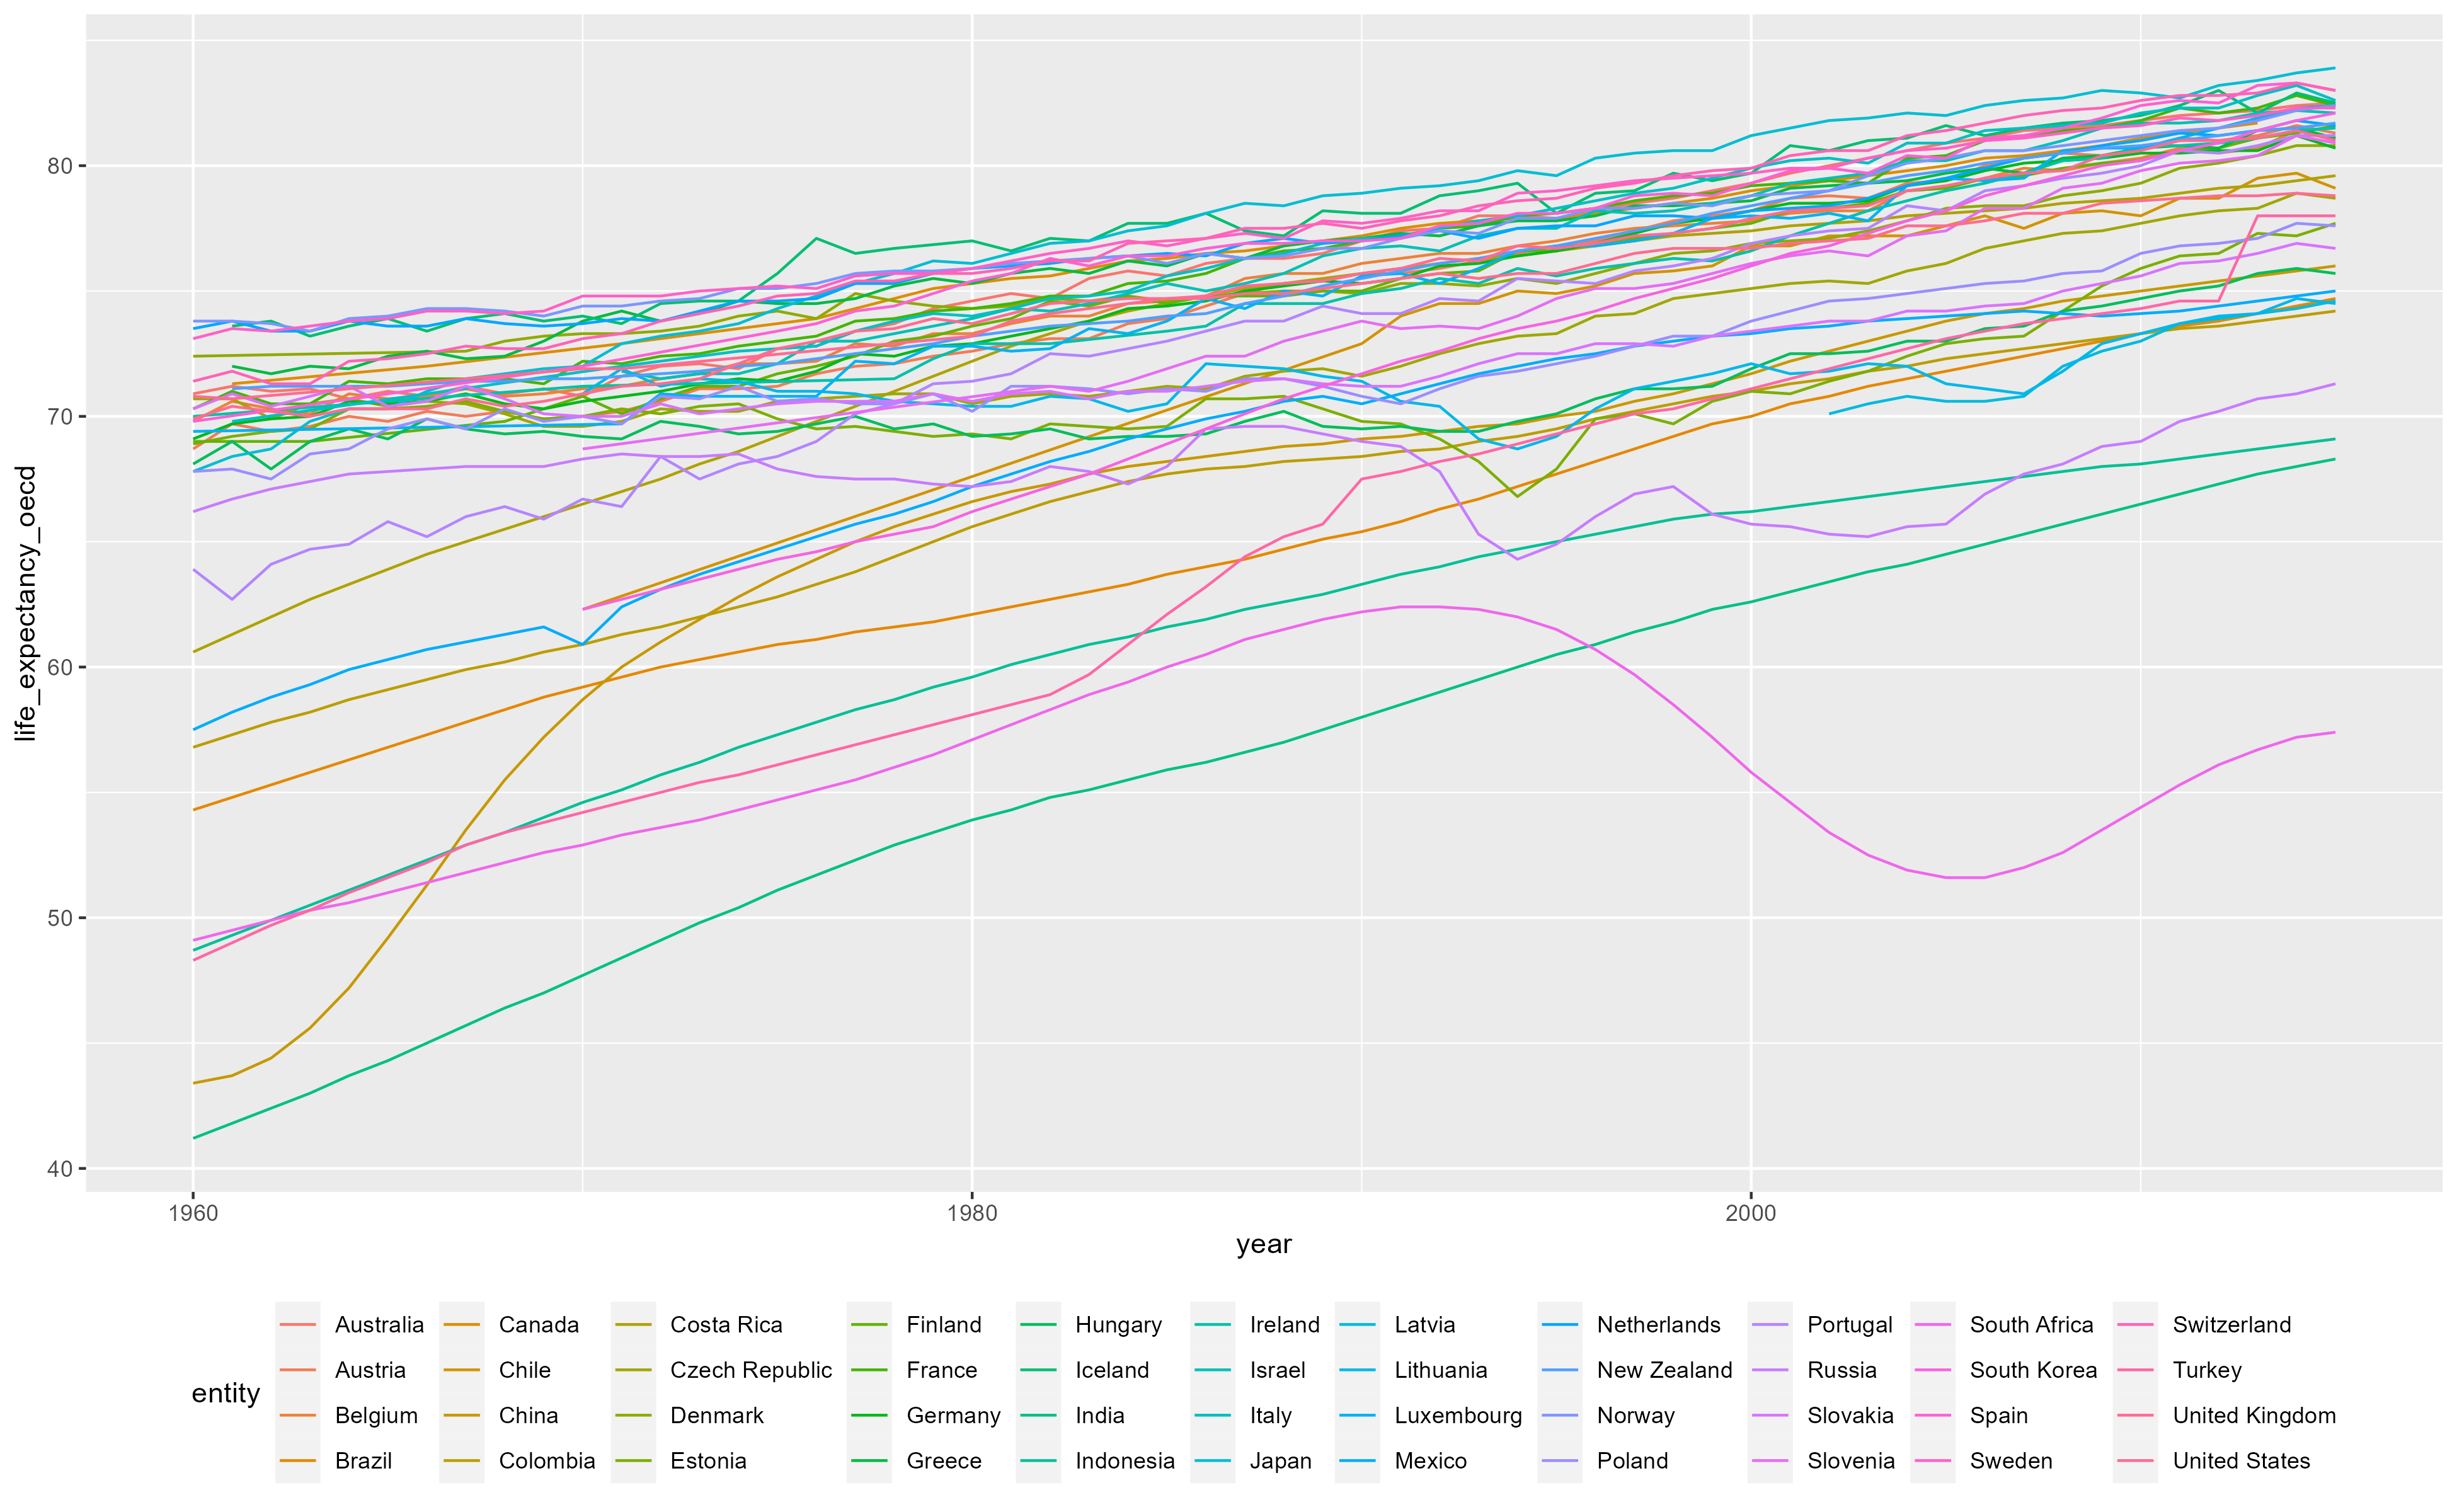 80
70
60
50
40
life_expectancy_oecd
1960 1980 2000
year
entity
Australia Canada Costa Rica Finland Hungary Ireland Latvia Netherlands Portugal South Africa Switzerland
Austria Chile Czech Republic France Iceland Israel Lithuania New Zealand Russia South Korea Turkey
Belgium China Denmark Germany India Italy Luxembourg Norway Slovakia Spain United Kingdom
Brazil Colombia Estonia Greece Indonesia Japan Mexico Poland Slovenia Sweden United States